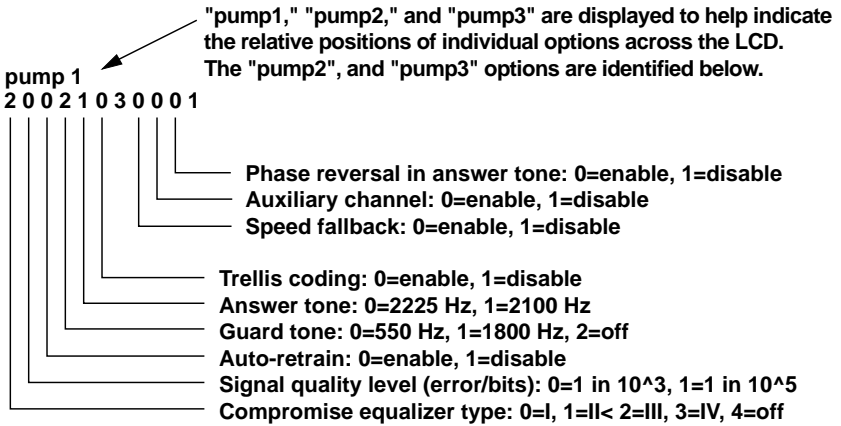 "pump1," "pump2," and "pump3" are displayed to help indicate
the relative positions of individual options across the LCD.
The "pump2", and "pump3" options are identified below.
pump 1
2 0 0 2 1 0 3 0 0 0 1
Phase reversal in answer tone: 0=enable, 1=disable
Auxiliary channel: 0=enable, 1=disable
Speed fallback: 0=enable, 1=disable
Trellis coding: 0=enable, 1=disable
Answer tone: 0=2225 Hz, 1=2100 Hz
Guard tone: 0=550 Hz, 1=1800 Hz, 2=off
Auto-retrain: 0=enable, 1=disable
Signal quality level (error/bits): 0=1 in 10^3, 1=1 in 10^5
Compromise equalizer type: 0=I, 1=II< 2=III, 3=IV, 4=off